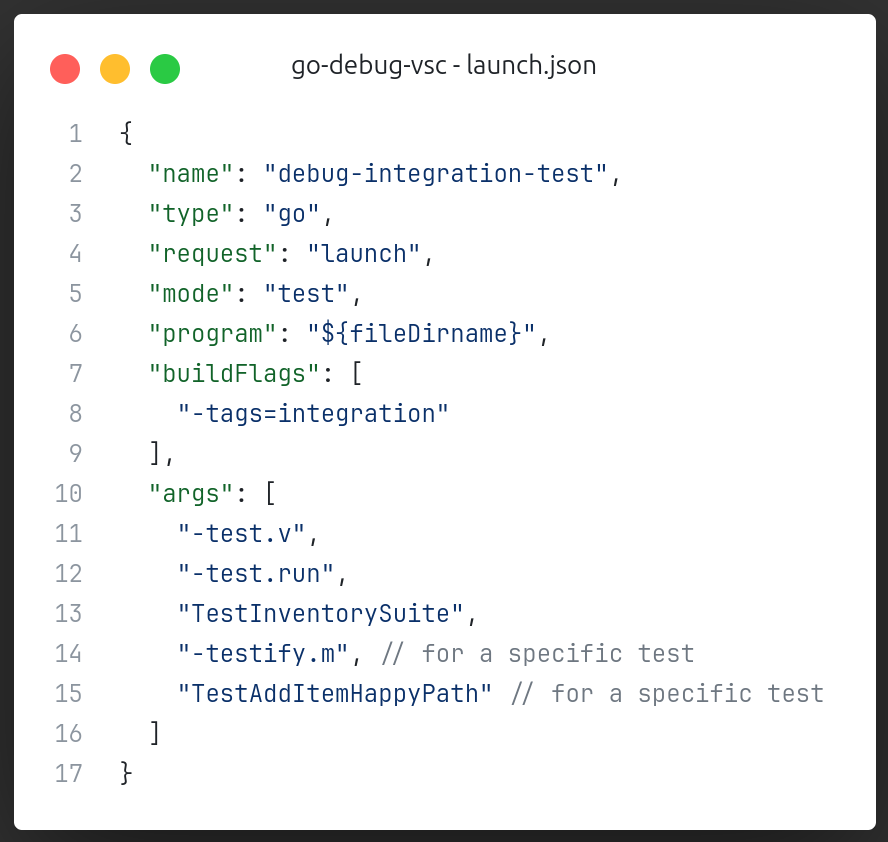 go-debug-vsc - launch.json
1 {
2   "name": "debug-integration-test",
3   "type": "go",
4   "request": "launch",
5   "mode": "test",
6   "program": "${fileDirname}",
7   "buildFlags": [
8     "-tags=integration"
9   ],
10   "args": [
11     "-test.v",
12     "-test.run",
13     "TestInventorySuite",
14     "-testify.m", // for a specific test
15     "TestAddItemHappyPath" // for a specific test
16   ]
17 }